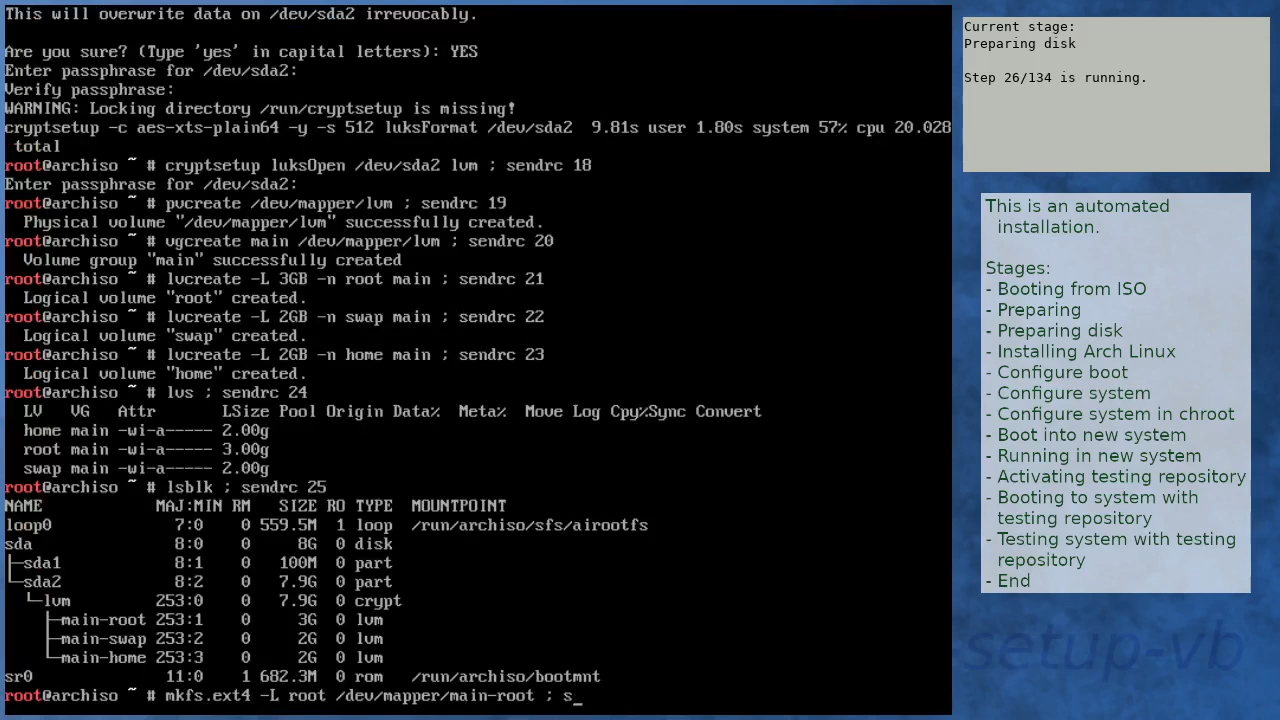 This will overwrite data on /dev/sda2 irrevocably.
Are you sure? (Type 'yes' in capital letters): YES
Enter passphrase for /dev/sda2:
Verify passphrase:
WARNING: Locking directory /run/cryptsetup is missing!
cryptsetup -c aes-xts-plain64 -y -s 512 luksFormat /dev/sda2  9.81s user 1.80s system 57% cpu 20.028
 total
root@archiso ~ # cryptsetup luksOpen /dev/sda2 lvm ; sendrc 18
Enter passphrase for /dev/sda2:
root@archiso ~ # pvcreate /dev/mapper/lvm ; sendrc 19
  Physical volume "/dev/mapper/lvm" successfully created.
root@archiso ~ # vgcreate main /dev/mapper/lvm ; sendrc 20
  Volume group "main" successfully created
root@archiso ~ # lvcreate -L 3GB -n root main ; sendrc 21
  Logical volume "root" created.
root@archiso ~ # lvcreate -L 2GB -n swap main ; sendrc 22
  Logical volume "swap" created.
root@archiso ~ # lvcreate -L 2GB -n home main ; sendrc 23
  Logical volume "home" created.
root@archiso ~ # lvs ; sendrc 24
  LV   VG   Attr       LSize Pool Origin Data%  Meta%  Move Log Cpy%Sync Convert
  home main -wi-a----- 2.00g
  root main -wi-a----- 3.00g
  swap main -wi-a----- 2.00g
root@archiso ~ # lsblk ; sendrc 25
NAME            MAJ:MIN RM   SIZE RO TYPE  MOUNTPOINT
loop0             7:0    0 559.5M  1 loop  /run/archiso/sfs/airootfs
sda               8:0    0     8G  0 disk
├─sda1            8:1    0   100M  0 part
└─sda2            8:2    0   7.9G  0 part
  └─lvm         253:0    0   7.9G  0 crypt
    ├─main-root 253:1    0     3G  0 lvm
    ├─main-swap 253:2    0     2G  0 lvm
    └─main-home 253:3    0     2G  0 lvm
sr0              11:0    1 682.3M  0 rom   /run/archiso/bootmnt
root@archiso ~ # mkfs.ext4 -L root /dev/mapper/main-root ; s_
Current stage:
Preparing disk
Step 26/134 is running.
This is an automated
installation.
Stages:
- Booting from ISO
- Preparing
- Preparing disk
- Installing Arch Linux
- Configure boot
- Configure system
- Configure system in chroot
- Boot into new system
- Running in new system
- Activating testing repository
- Booting to system with
testing repository
- Testing system with testing
repository
- End
setup-vb